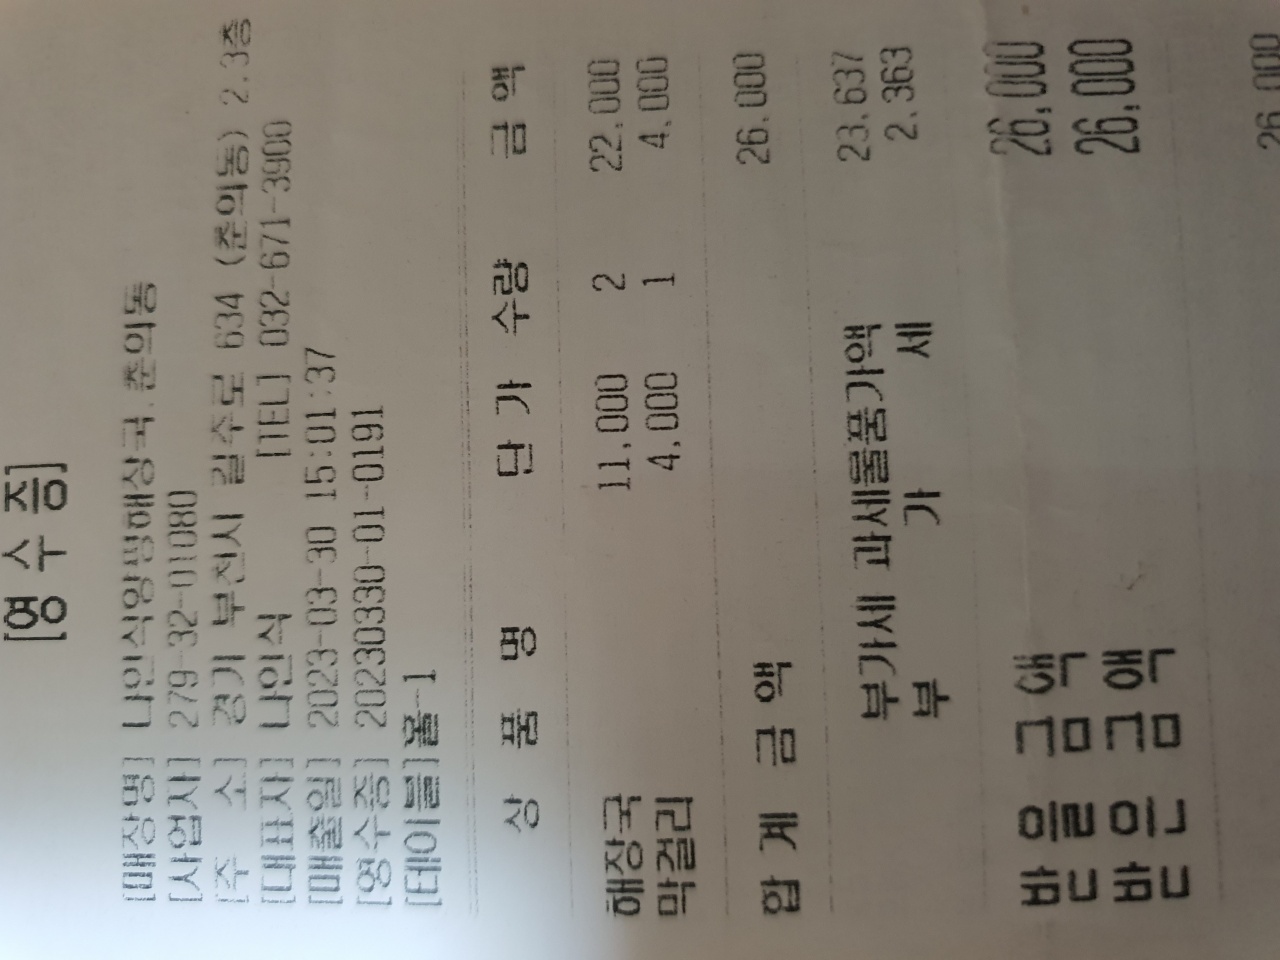 [영 수 증]
[매장명] 나인식양평해장국.춘의동
[사업자] 279-32-01080
[주 소] 경기 부천시 길주로 634 (춘의동) 2.3층
[대표자] 나인식 [TEL] 032-671-3900
[매출일] 2023-03-30 15:01:37
[영수증] 20230330-01-0191
[테이블] 홀-1
상 품 명 단 가 수량 금 액
해장국 11,000 2 22,000
막걸리 4,000 1 4,000
합 계 금 액 26,000
부가세 과세물품가액 23,637
부 가 세 2,363
받을금액 26,000
받은금액 26,000
26,000